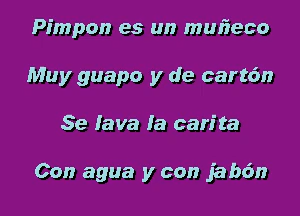 Pimpon es un muñeco
Muy guapo y de cartón
Se lava la carita
Con agua y con jabón